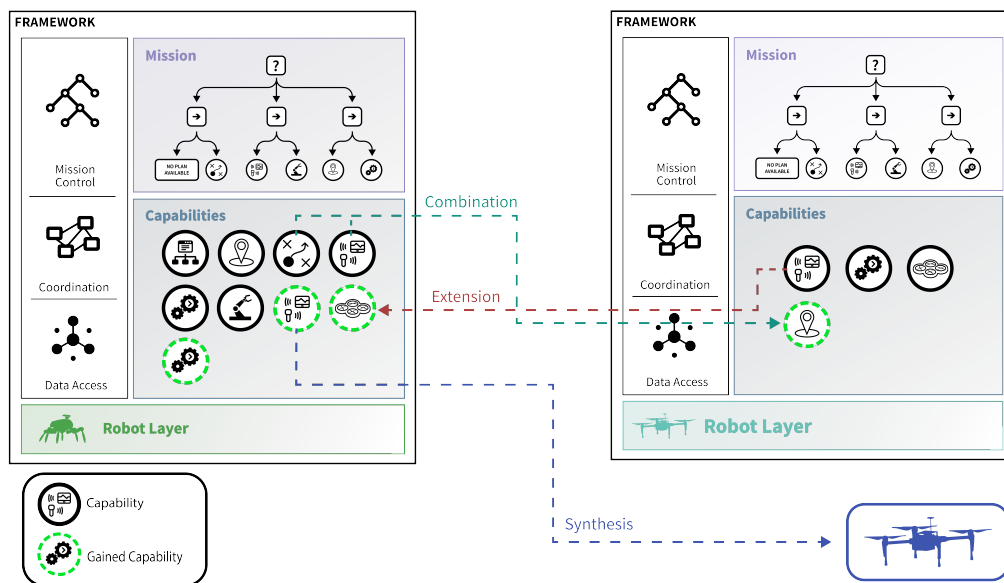 FRAMEWORK
Mission
?
NO PLAN
AVAILABLE
Mission
Control
Coordination
Data Access
Capabilities
Robot Layer
Combination
Extension
Synthesis
FRAMEWORK
Mission
?
NO PLAN
AVAILABLE
Mission
Control
Coordination
Data Access
Capabilities
Robot Layer
Capability
Gained Capability